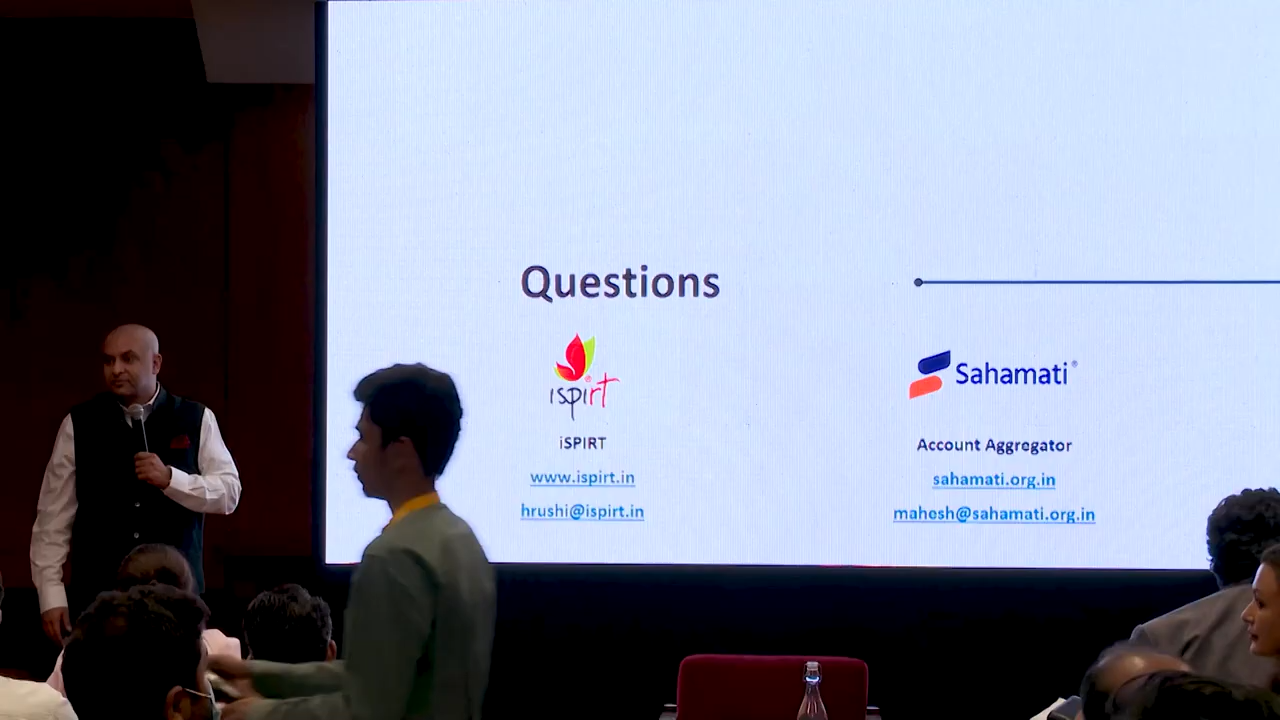 Questions
ispirt
iSPIRT
www.ispirt.in
hrushi@ispirt.in
Sahamati®
Account Aggregator
sahamati.org.in
mahesh@sahamati.org.in